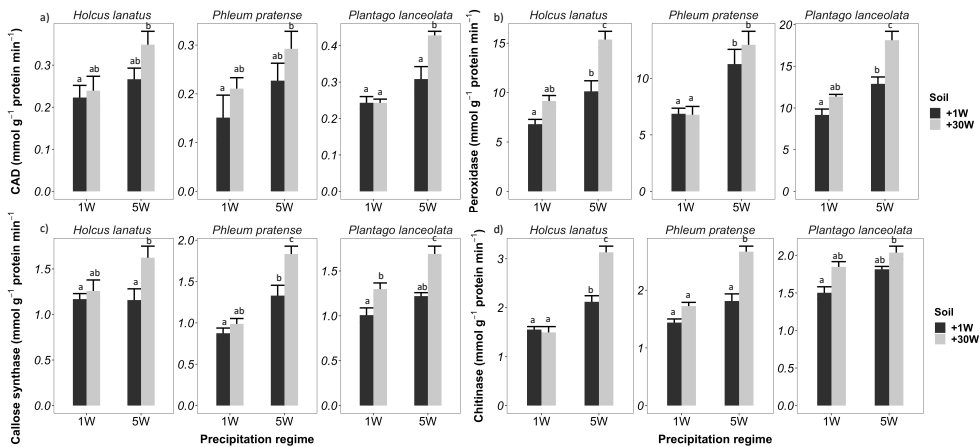 a) Holcus lanatus Phleum pratense Plantago lanceolata
CAD (mmol g−1 protein min−1)
0.3
0.2
0.1
0.0
a ab ab b
1W 5W
0.3
0.2
0.1
0.0
a ab ab b
1W 5W
0.4
0.3
0.2
0.1
0.0
a a a b
1W 5W
b) Holcus lanatus Phleum pratense Plantago lanceolata
Peroxidase (mmol g−1 protein min−1)
15
10
5
0
a ab b c
1W 5W
10
5
0
a a b b
1W 5W
20
15
10
5
0
a ab b c
1W 5W
Soil
+1W
+30W
c) Holcus lanatus Phleum pratense Plantago lanceolata
Callose synthase (mmol g−1 protein min−1)
1.5
1.0
0.5
0.0
a ab a b
1W 5W
2.0
1.5
1.0
0.5
0.0
a a b c
1W 5W
1.5
1.0
0.5
0.0
a b ab c
1W 5W
Precipitation regime
d) Holcus lanatus Phleum pratense Plantago lanceolata
Chitinase (mmol g−1 protein min−1)
3
2
1
0
a a b c
1W 5W
2
1
0
a a a b
1W 5W
2.0
1.5
1.0
0.5
0.0
a ab ab b
1W 5W
Precipitation regime
Soil
+1W
+30W